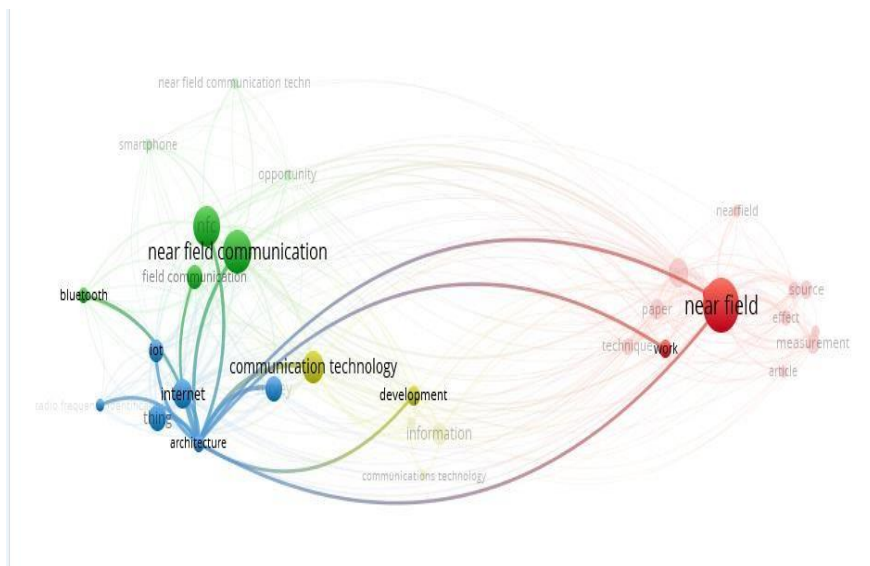 near field communication techn
smartphone
opportunity
nearfield
nfc
near field communication
field communication
bluetooth
source
near field
paper
effect
measurement
technique
work
iot
communication technology
article
internet
development
thing
architecture
information
communications technology